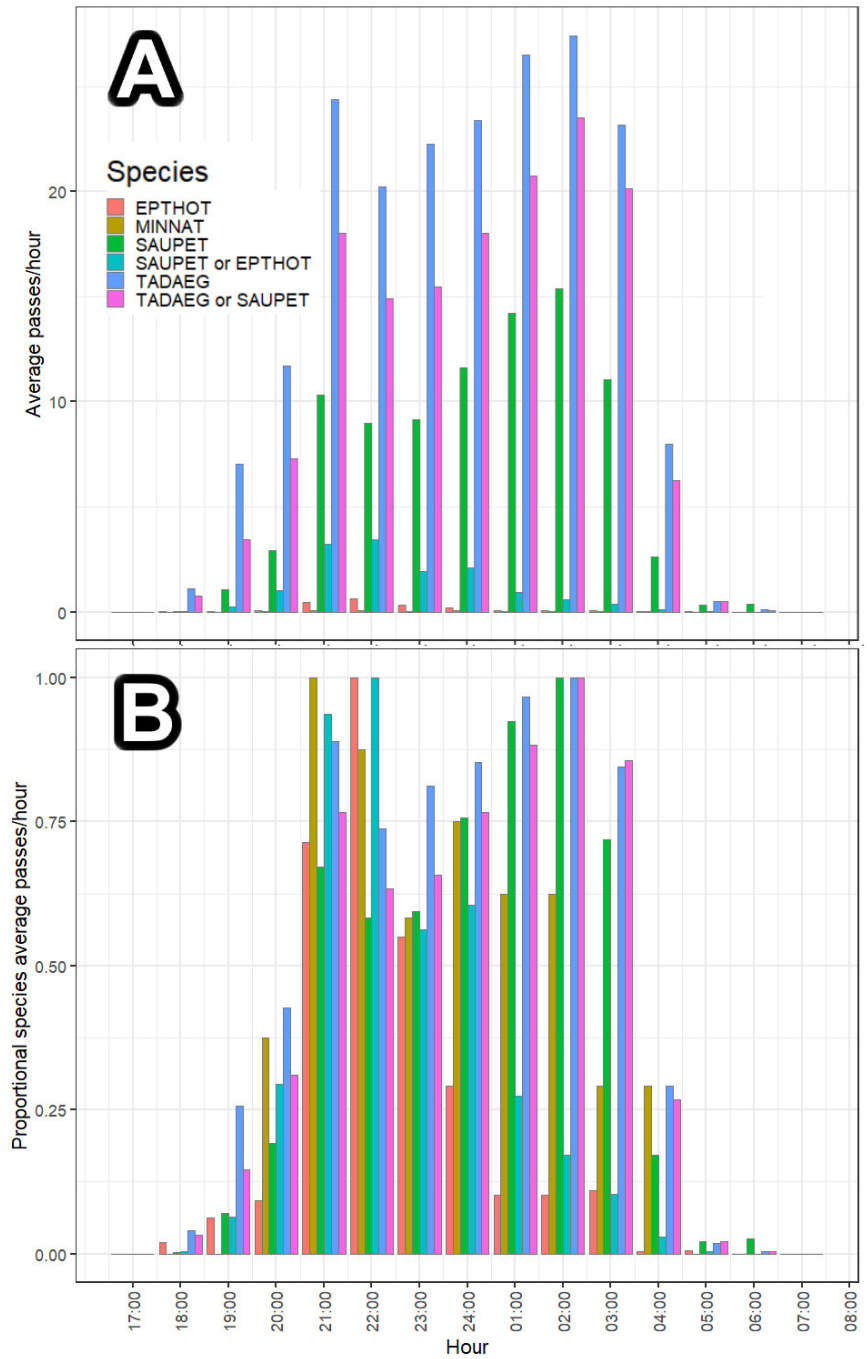 A
Species
EPTHOT
MINNAT
SAUPET
SAUPET or EPTHOT
TADAEG
TADAEG or SAUPET
Average passes/hour
20
10
0
B
Proportional species average passes/hour
1.00
0.75
0.50
0.25
0.00
17:00
18:00
19:00
20:00
21:00
22:00
23:00
24:00
01:00
02:00
03:00
04:00
05:00
06:00
07:00
08:00
Hour